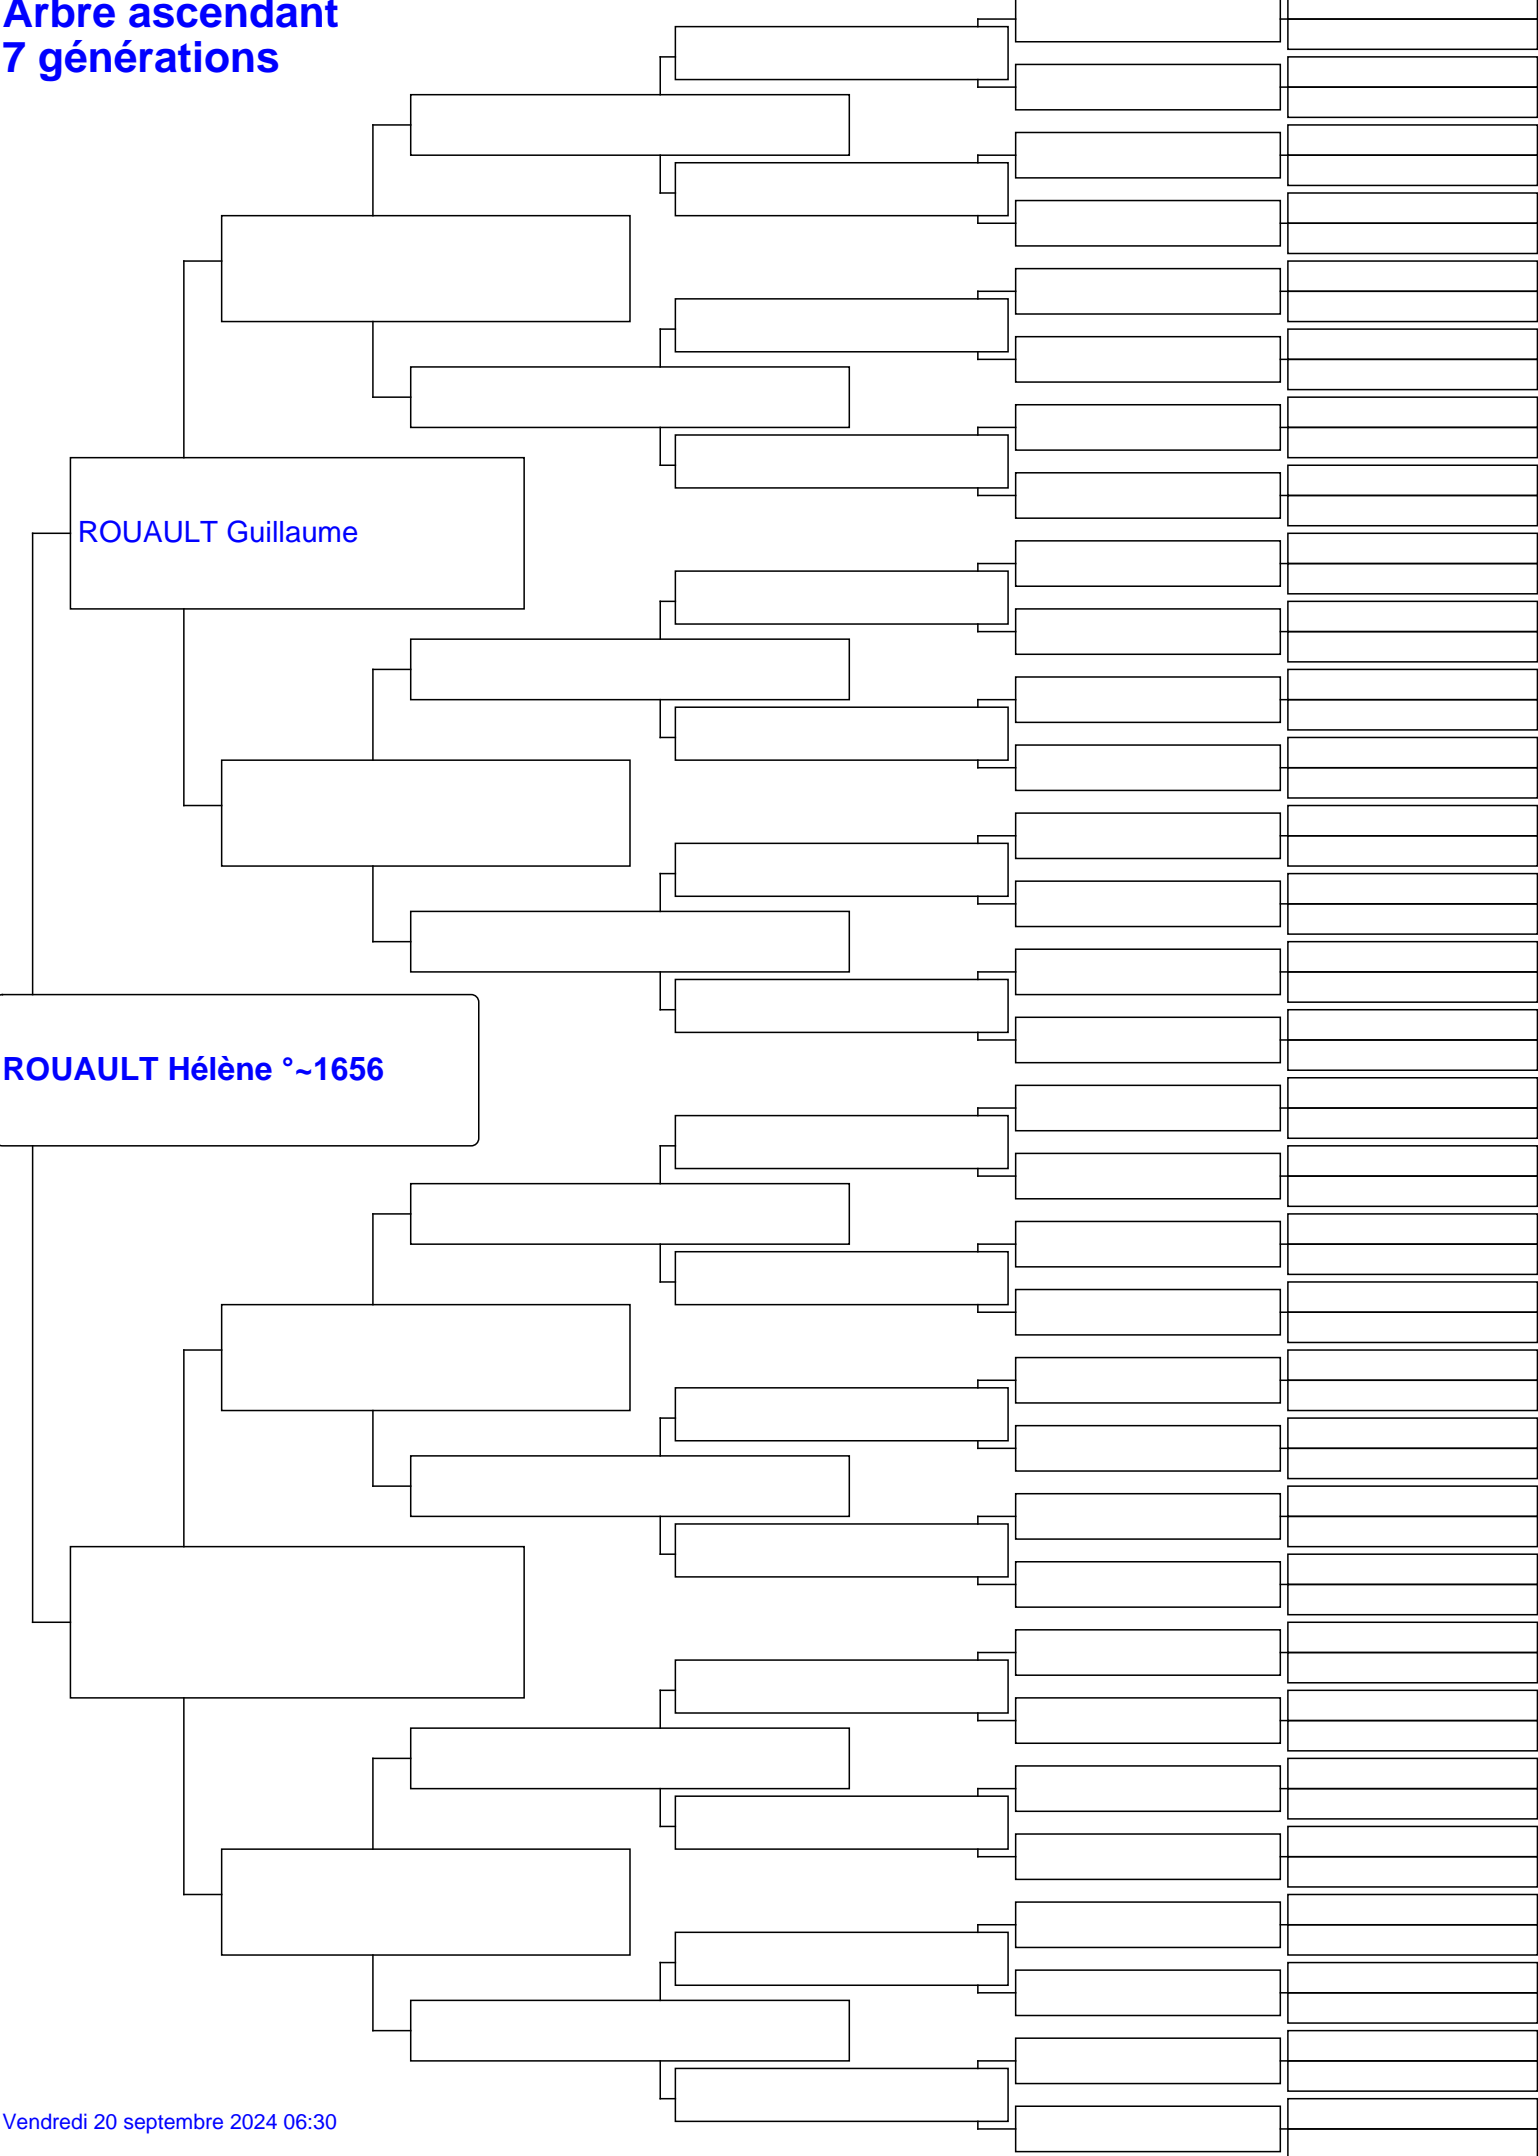 Arbre ascendant
7 générations
ROUAULT Guillaume
ROUAULT Hélène °~1656
Vendredi 20 septembre 2024 06:30